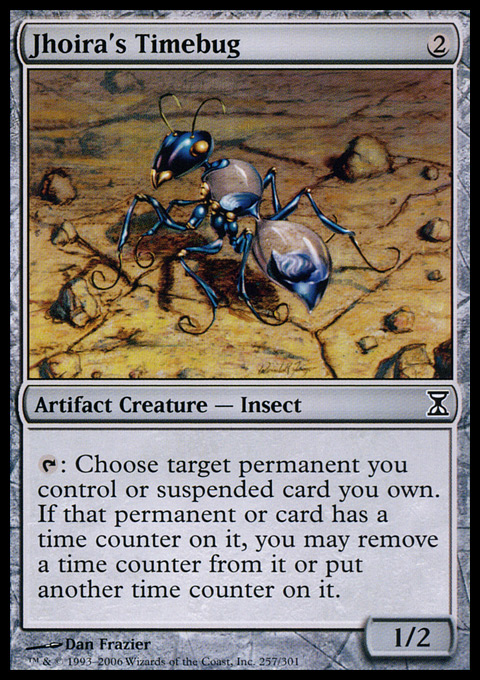 Jhoira's Timebug 2
Artifact Creature — Insect
: Choose target permanent you
control or suspended card you own.
If that permanent or card has a
time counter on it, you may remove
a time counter from it or put
another time counter on it.
Dan Frazier
1/2
™ & © 1993–2006 Wizards of the Coast, Inc. 257/301